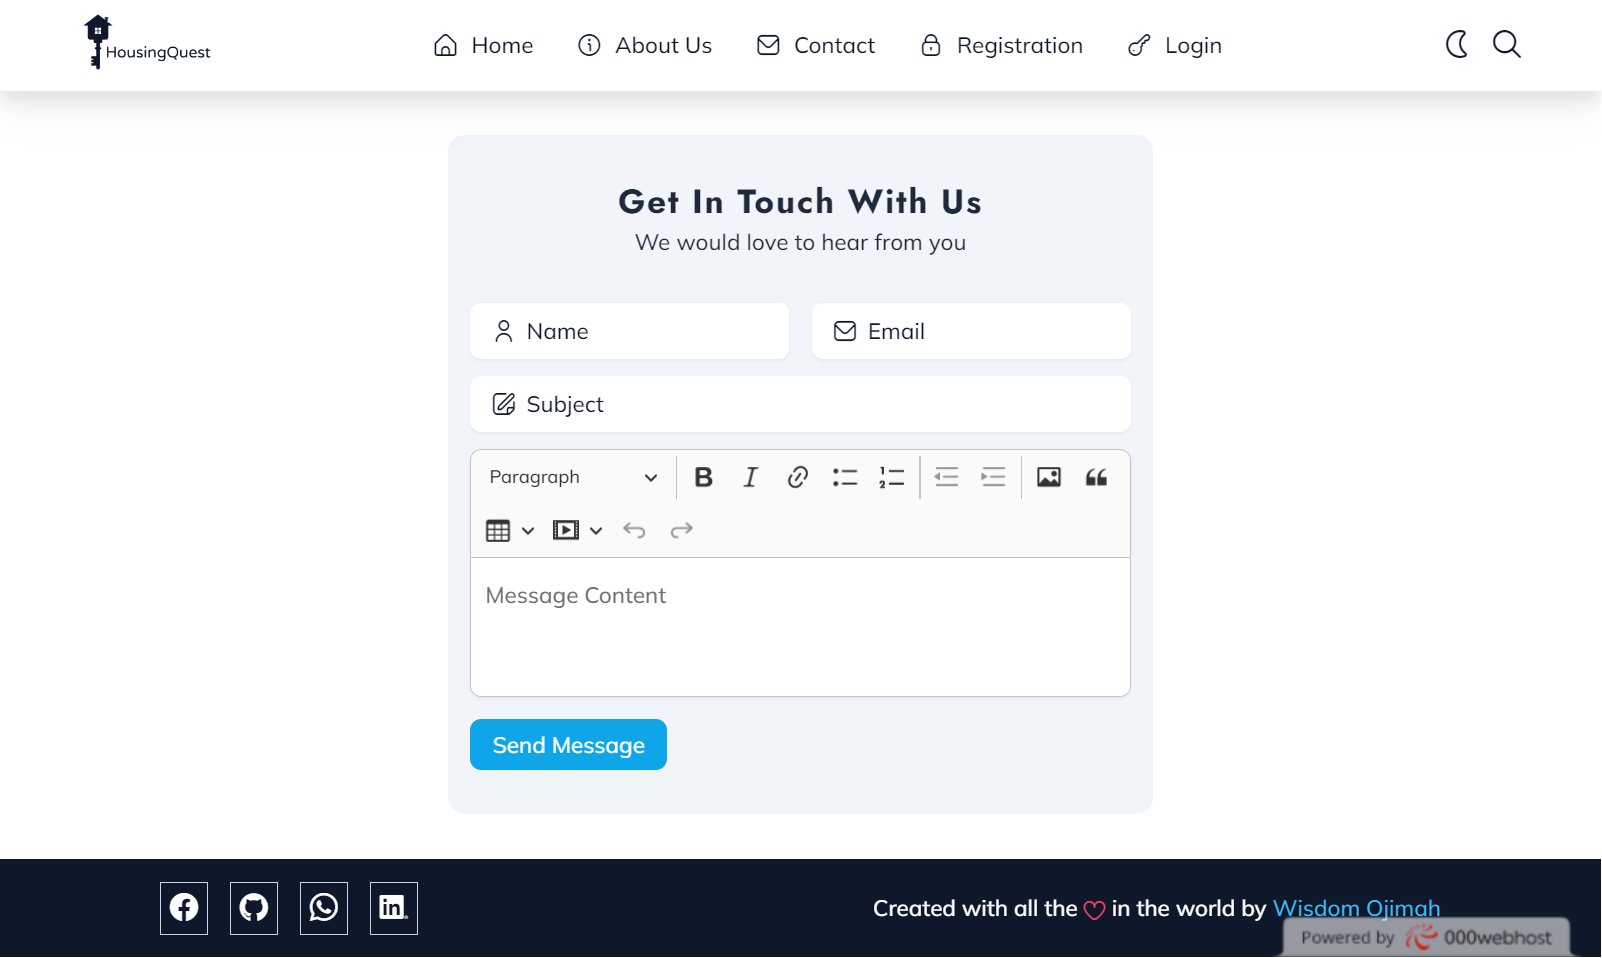 HousingQuest
Home
About Us
Contact
Registration
Login
Get In Touch With Us
We would love to hear from you
Name
Email
Subject
Paragraph
Message Content
Send Message
Created with all the in the world by Wisdom Ojimah
Powered by 000webhost